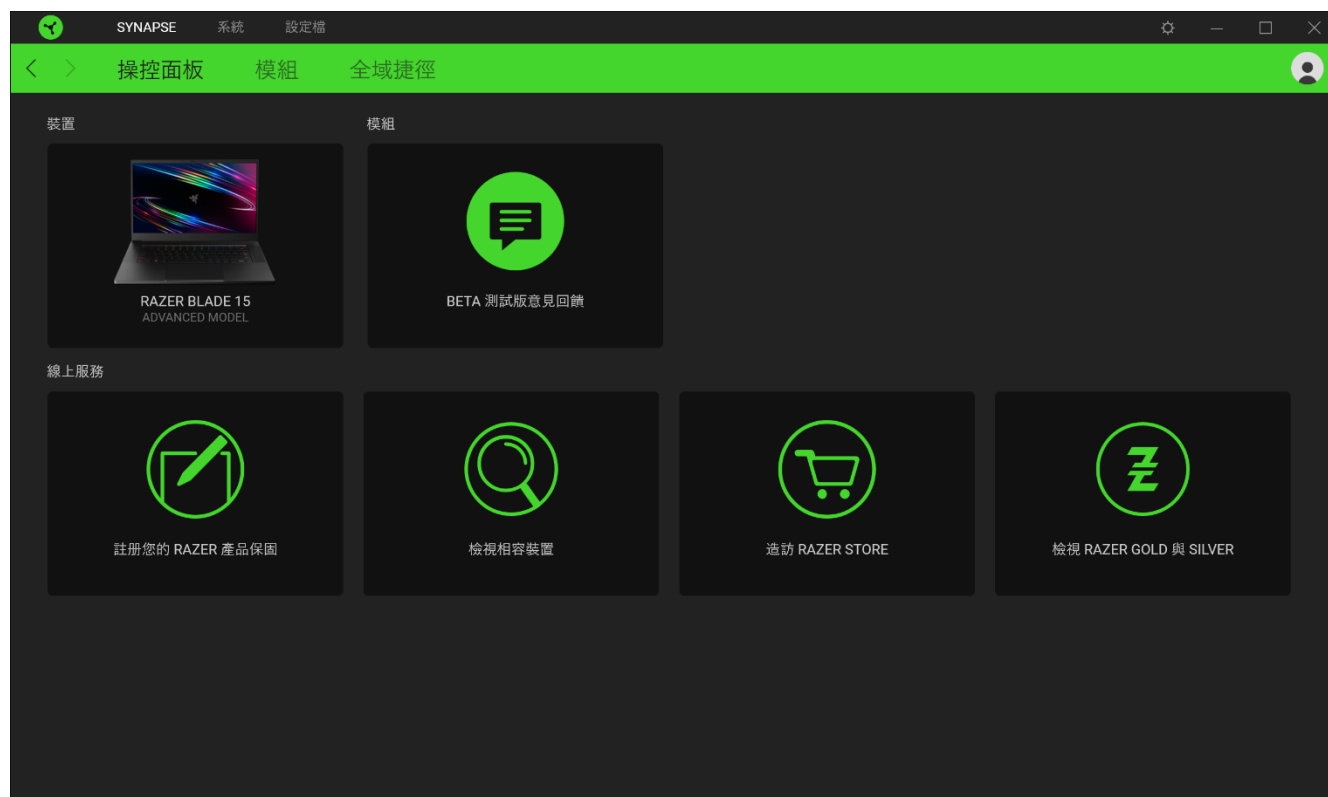 SYNAPSE 系統 設定檔
操控面板 模組 全域捷徑
裝置 模組
RAZER BLADE 15
ADVANCED MODEL
BETA 測試版意見回饋
線上服務
註册您的 RAZER 產品保固
檢視相容裝置
造訪 RAZER STORE
檢視 RAZER GOLD 與 SILVER